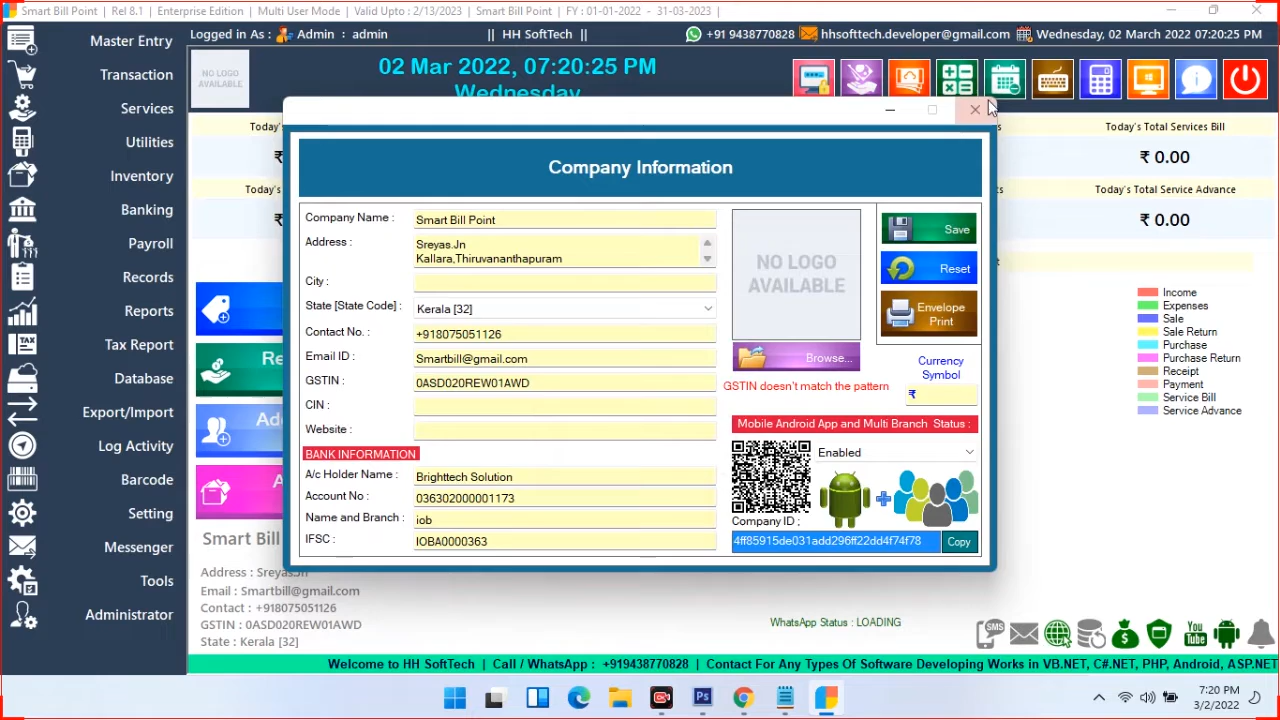 Smart Bill Point | Rel 8.1 | Enterprise Edition | Multi User Mode | Valid Upto : 2/13/2023 | Smart Bill Point | FY : 01-01-2022 - 31-03-2023 |
Logged in As : Admin : admin || HH SoftTech || +91 9438770828 hhsofttech.developer@gmail.com Wednesday, 02 March 2022 07:20:25 PM
Master Entry
Transaction
Services
Utilities
Inventory
Banking
Payroll
Records
Reports
TAX Tax Report
Database
Export/Import
Log Activity
Barcode
Setting
Messenger
Tools
Administrator
NO LOGO
AVAILABLE
02 Mar 2022, 07:20:25 PM
Wednesday
Today's Total Services Bill
₹ 0.00
Today's Total Service Advance
₹ 0.00
Company Information
Company Name : Smart Bill Point
Address : Sreyas.Jn
Kallara,Thiruvananthapuram
City :
State [State Code] : Kerala [32]
Contact No. : +918075051126
Email ID : Smartbill@gmail.com
GSTIN : 0ASD020REW01AWD
CIN :
Website :
BANK INFORMATION
A/c Holder Name : Brighttech Solution
Account No : 036302000001173
Name and Branch : iob
IFSC : IOBA0000363
NO LOGO
AVAILABLE
Browse...
GSTIN doesn't match the pattern
Save
Reset
Envelope
Print
Currency
Symbol
₹
Mobile Android App and Multi Branch Status :
Enabled
Company ID ;
4ff85915de031add296ff22dd4f74f78 Copy
Income
Expenses
Sale
Sale Return
Purchase
Purchase Return
Receipt
Payment
Service Bill
Service Advance
Smart Bill
Address : Sreyas.Jn
Email : Smartbill@gmail.com
Contact : +918075051126
GSTIN : 0ASD020REW01AWD
State : Kerala [32]
WhatsApp Status : LOADING
SMS
You
Tube
Welcome to HH SoftTech | Call / WhatsApp : +919438770828 | Contact For Any Types Of Software Developing Works in VB.NET, C#.NET, PHP, Android, ASP.NET
Ps
7:20 PM
3/2/2022